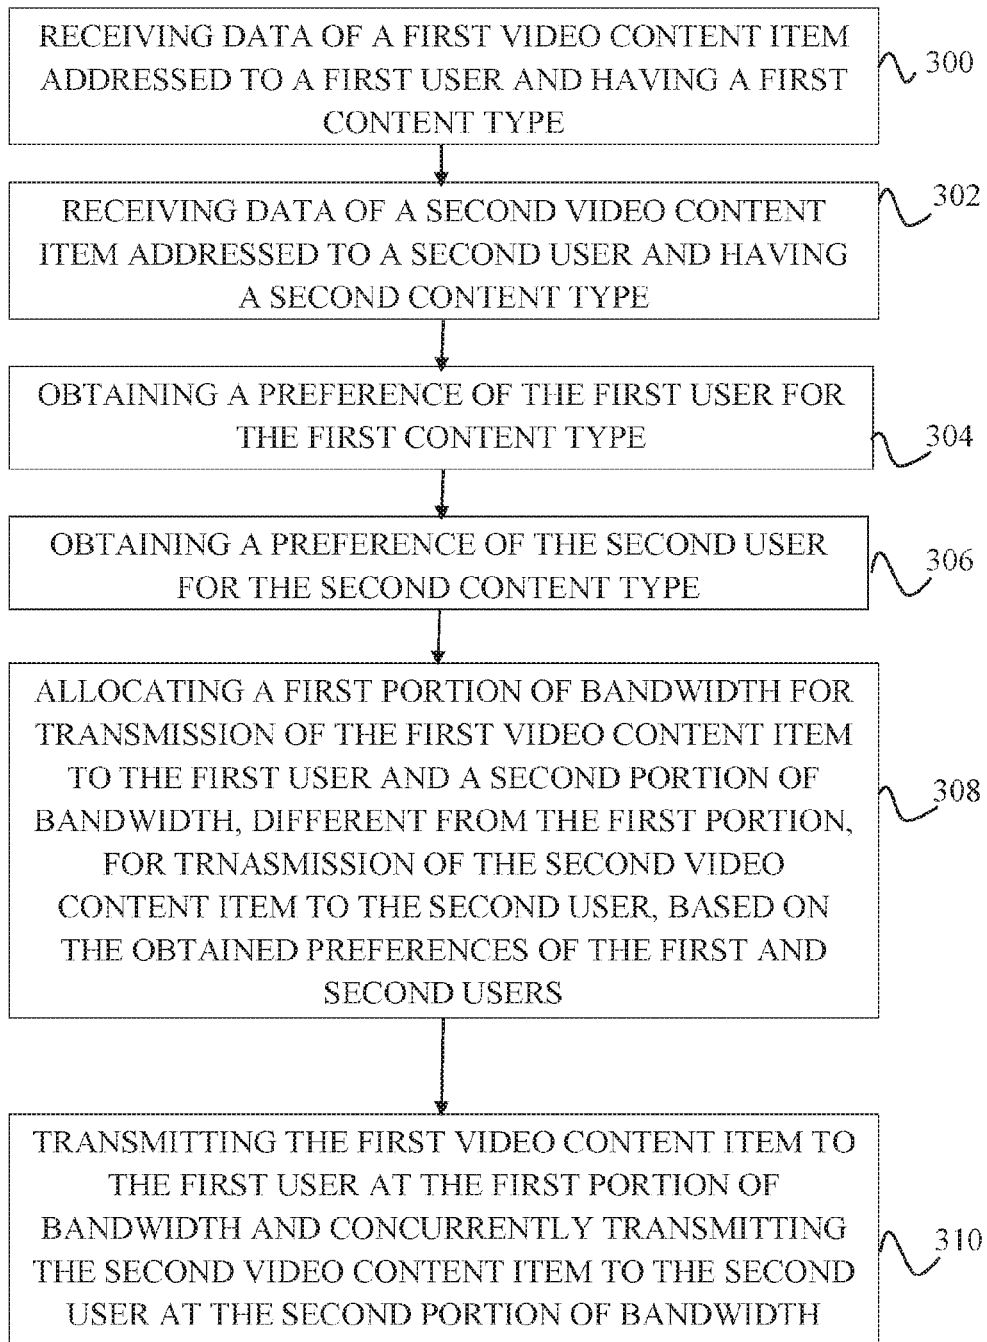 RECEIVING DATA OF A FIRST VIDEO CONTENT ITEM
ADDRESSED TO A FIRST USER AND HAVING A FIRST
CONTENT TYPE
300
RECEIVING DATA OF A SECOND VIDEO CONTENT
ITEM ADDRESSED TO A SECOND USER AND HAVING
A SECOND CONTENT TYPE
302
OBTAINING A PREFERENCE OF THE FIRST USER FOR
THE FIRST CONTENT TYPE
304
OBTAINING A PREFERENCE OF THE SECOND USER
FOR THE SECOND CONTENT TYPE
306
ALLOCATING A FIRST PORTION OF BANDWIDTH FOR
TRANSMISSION OF THE FIRST VIDEO CONTENT ITEM
TO THE FIRST USER AND A SECOND PORTION OF
BANDWIDTH, DIFFERENT FROM THE FIRST PORTION,
FOR TRNASMISSION OF THE SECOND VIDEO
CONTENT ITEM TO THE SECOND USER, BASED ON
THE OBTAINED PREFERENCES OF THE FIRST AND
SECOND USERS
308
TRANSMITTING THE FIRST VIDEO CONTENT ITEM TO
THE FIRST USER AT THE FIRST PORTION OF
BANDWIDTH AND CONCURRENTLY TRANSMITTING
THE SECOND VIDEO CONTENT ITEM TO THE SECOND
USER AT THE SECOND PORTION OF BANDWIDTH
310